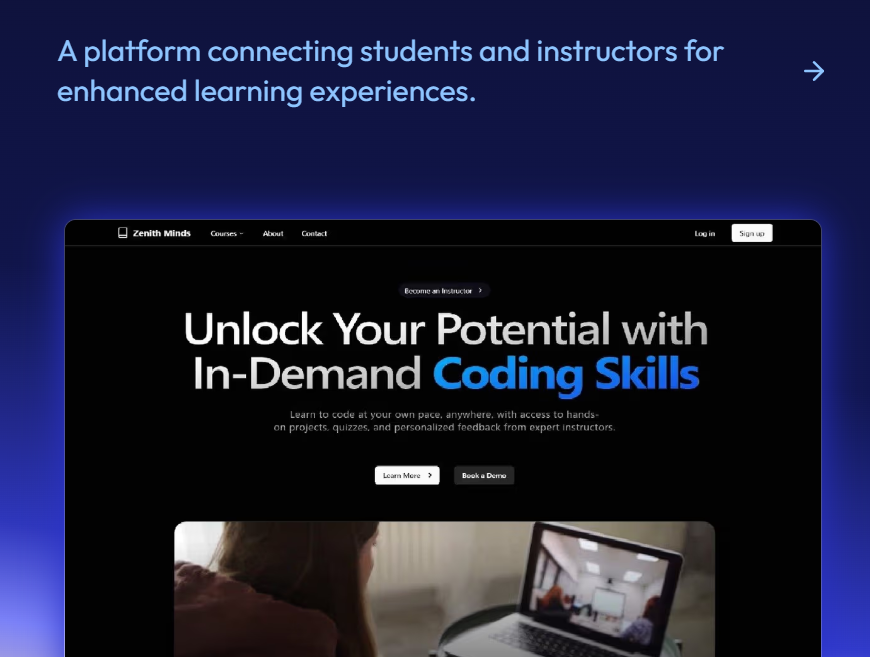 A platform connecting students and instructors for
enhanced learning experiences.
Zenith Minds
Courses
About
Contact
Log in
Sign up
Become an Instructor
Unlock Your Potential with
In-Demand Coding Skills
Learn to code at your own pace, anywhere, with access to hands-
on projects, quizzes, and personalized feedback from expert instructors.
Learn More
Book a Demo